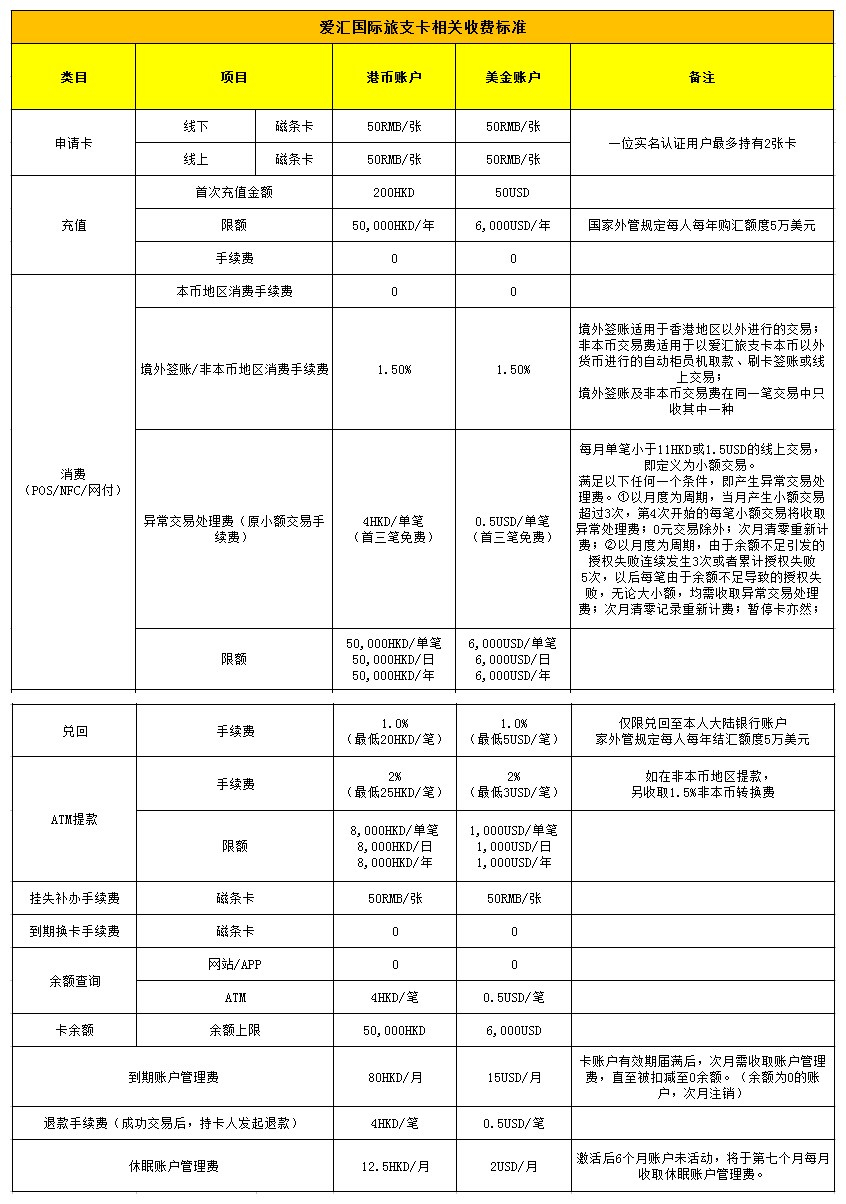 爱汇国际旅支卡相关收费标准
类目 项目 港币账户 美金账户 备注
申请卡 线下 磁条卡 50RMB/张 50RMB/张 一位实名认证用户最多持有2张卡
线上 磁条卡 50RMB/张 50RMB/张
充值 首次充值金额 200HKD 50USD
限额 50,000HKD/年 6,000USD/年 国家外管规定每人每年购汇额度5万美元
手续费 0 0
消费
（POS/NFC/网付）
本币地区消费手续费 0 0
境外签账/非本币地区消费手续费 1.50% 1.50%
境外签账适用于香港地区以外进行的交易；
非本币交易费适用于以爱汇旅支卡本币以外
货币进行的自动柜员机取款、刷卡签账或线
上交易；
境外签账及非本币交易费在同一笔交易中只
收其中一种
异常交易处理费（原小额交易手
续费）
4HKD/单笔
（首三笔免费）
0.5USD/单笔
（首三笔免费）
每月单笔小于11HKD或1.5USD的线上交易，
即定义为小额交易。
满足以下任何一个条件，即产生异常交易处
理费。①以月度为周期，当月产生小额交易
超过3次，第4次开始的每笔小额交易将收取
异常处理费；0元交易除外；次月清零重新计
费；②以月度为周期，由于余额不足引发的
授权失败连续发生3次或者累计授权失败
5次，以后每笔由于余额不足导致的授权失
败，无论大小额，均需收取异常交易处理
费；次月清零记录重新计费；暂停卡亦然；
限额
50,000HKD/单笔
50,000HKD/日
50,000HKD/年
6,000USD/单笔
6,000USD/日
6,000USD/年
兑回 手续费
1.0%
（最低20HKD/笔）
1.0%
（最低5USD/笔）
仅限兑回至本人大陆银行账户
家外管规定每人每年结汇额度5万美元
ATM提款
手续费
2%
（最低25HKD/笔）
2%
（最低3USD/笔）
如在非本币地区提款，
另收取1.5%非本币转换费
限额
8,000HKD/单笔
8,000HKD/日
8,000HKD/年
1,000USD/单笔
1,000USD/日
1,000USD/年
挂失补办手续费 磁条卡 50RMB/张 50RMB/张
到期换卡手续费 磁条卡 0 0
余额查询 网站/APP 0 0
ATM 4HKD/笔 0.5USD/笔
卡余额 余额上限 50,000HKD 6,000USD
到期账户管理费 80HKD/月 15USD/月
卡账户有效期届满后，次月需收取账户管理
费，直至被扣减至0余额。（余额为0的账
户，次月注销）
退款手续费（成功交易后，持卡人发起退款） 4HKD/笔 0.5USD/笔
休眠账户管理费 12.5HKD/月 2USD/月
激活后6个月账户未活动，将于第七个月每月
收取休眠账户管理费。